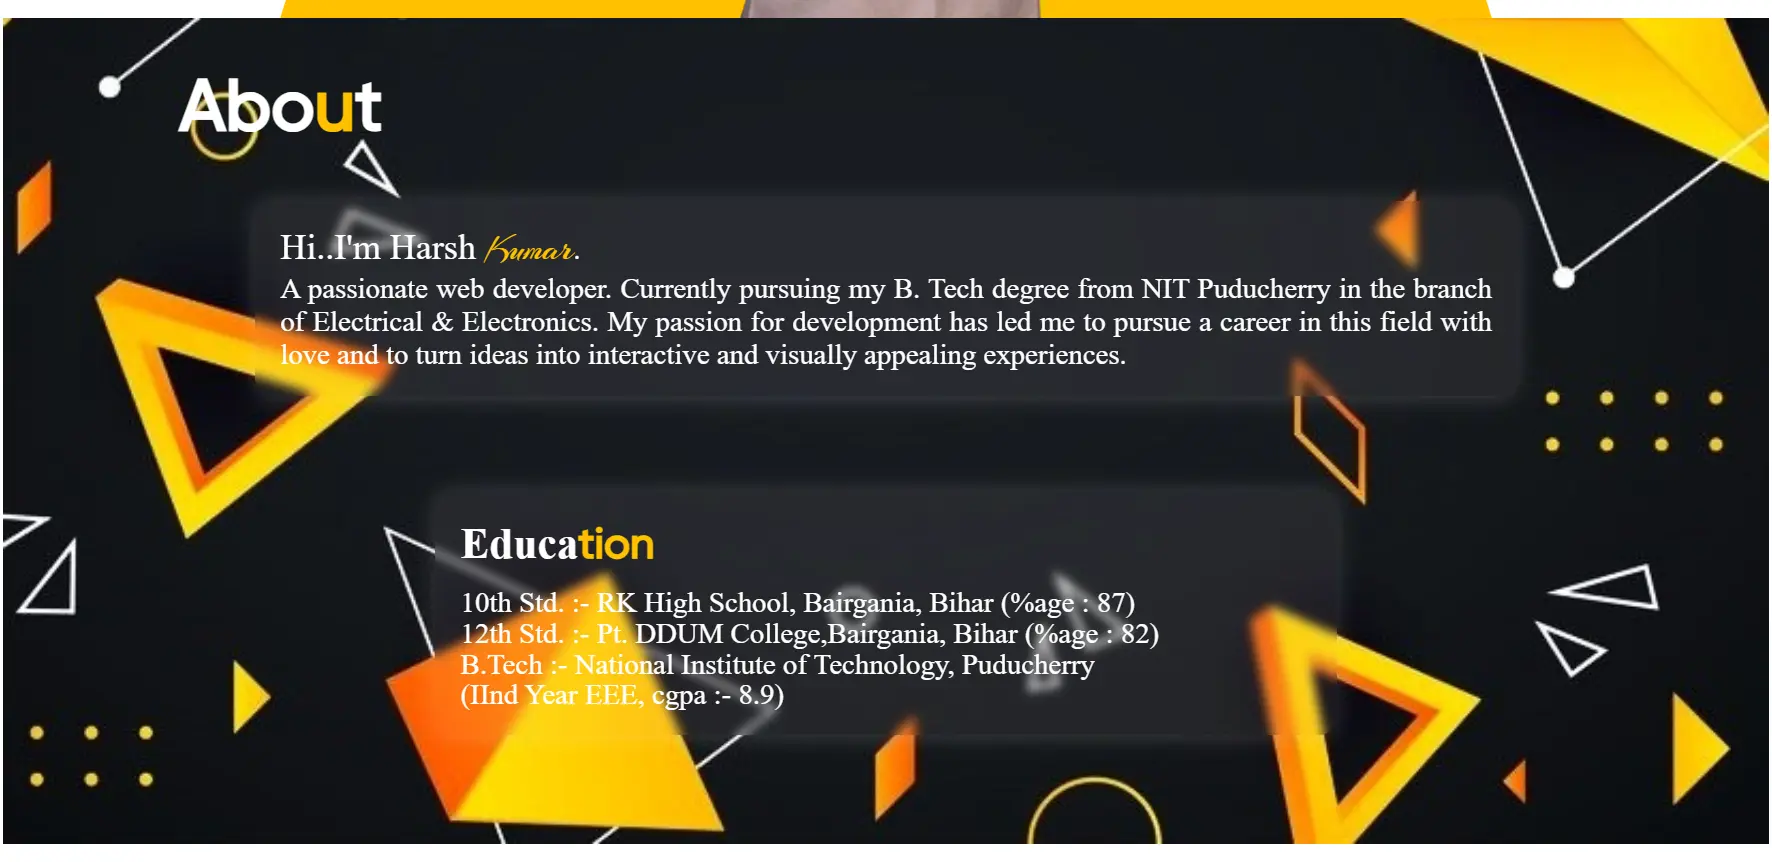 About
Hi..I'm Harsh Kumar.
A passionate web developer. Currently pursuing my B. Tech degree from NIT Puducherry in the branch
of Electrical & Electronics. My passion for development has led me to pursue a career in this field with
love and to turn ideas into interactive and visually appealing experiences.
Education
10th Std. :- RK High School, Bairgania, Bihar (%age : 87)
12th Std. :- Pt. DDUM College,Bairgania, Bihar (%age : 82)
B.Tech :- National Institute of Technology, Puducherry
(IInd Year EEE, cgpa :- 8.9)